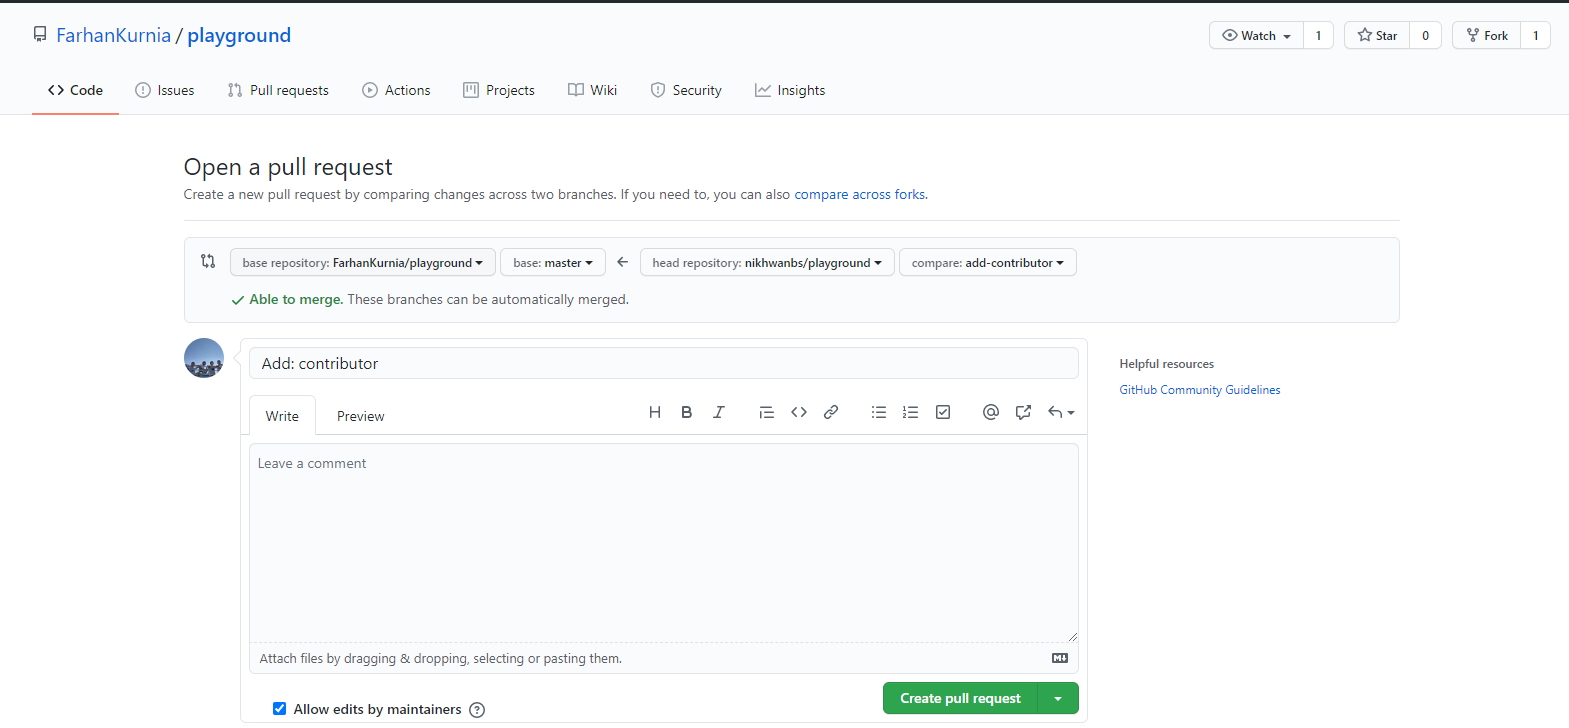 FarhanKurnia / playground
Watch 1 Star 0 Fork 1
Code Issues Pull requests Actions Projects Wiki Security Insights
Open a pull request
Create a new pull request by comparing changes across two branches. If you need to, you can also compare across forks.
base repository: FarhanKurnia/playground base: master head repository: nikhwanbs/playground compare: add-contributor
Able to merge. These branches can be automatically merged.
Add: contributor
Helpful resources
GitHub Community Guidelines
Write Preview
Leave a comment
Attach files by dragging & dropping, selecting or pasting them.
Create pull request
Allow edits by maintainers